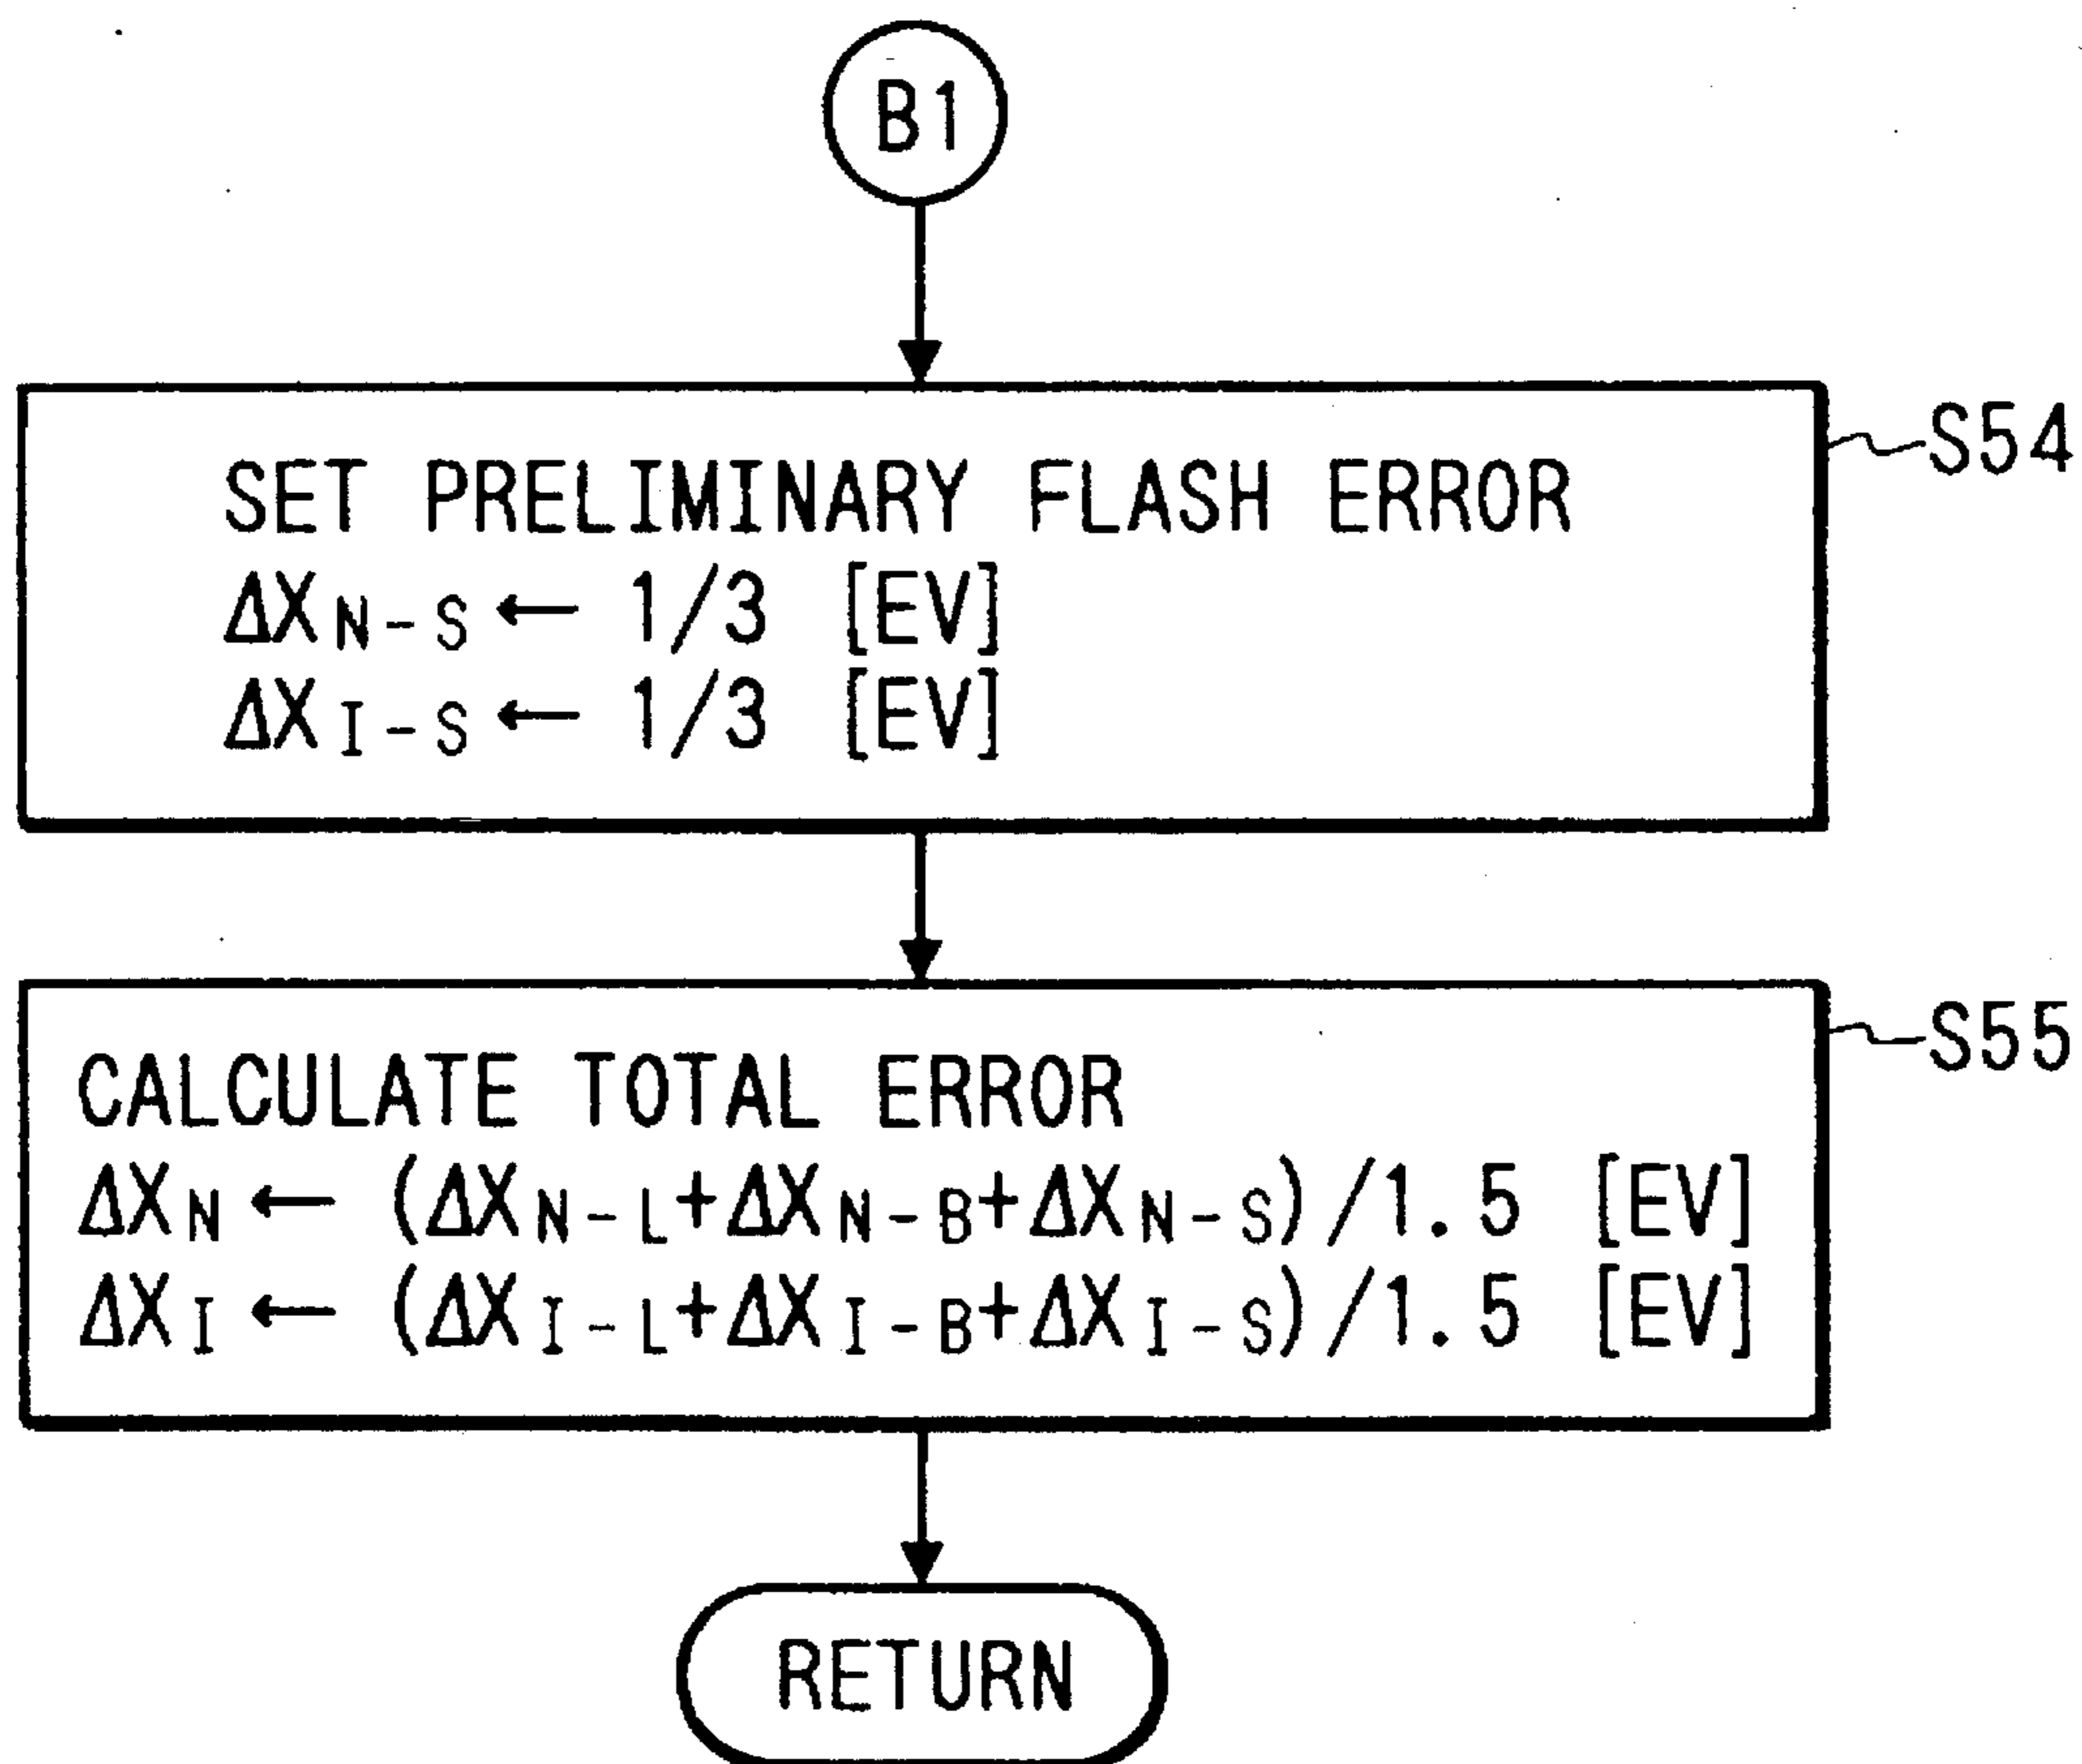 B1
S54
SET PRELIMINARY FLASH ERROR
ΔXN-S ← 1/3 [EV]
ΔXI-S ← 1/3 [EV]
S55
CALCULATE TOTAL ERROR
ΔXN ← (ΔXN-L+ΔXN-B+ΔXN-S)/1.5 [EV]
ΔXI ← (ΔXI-L+ΔXI-B+ΔXI-S)/1.5 [EV]
RETURN